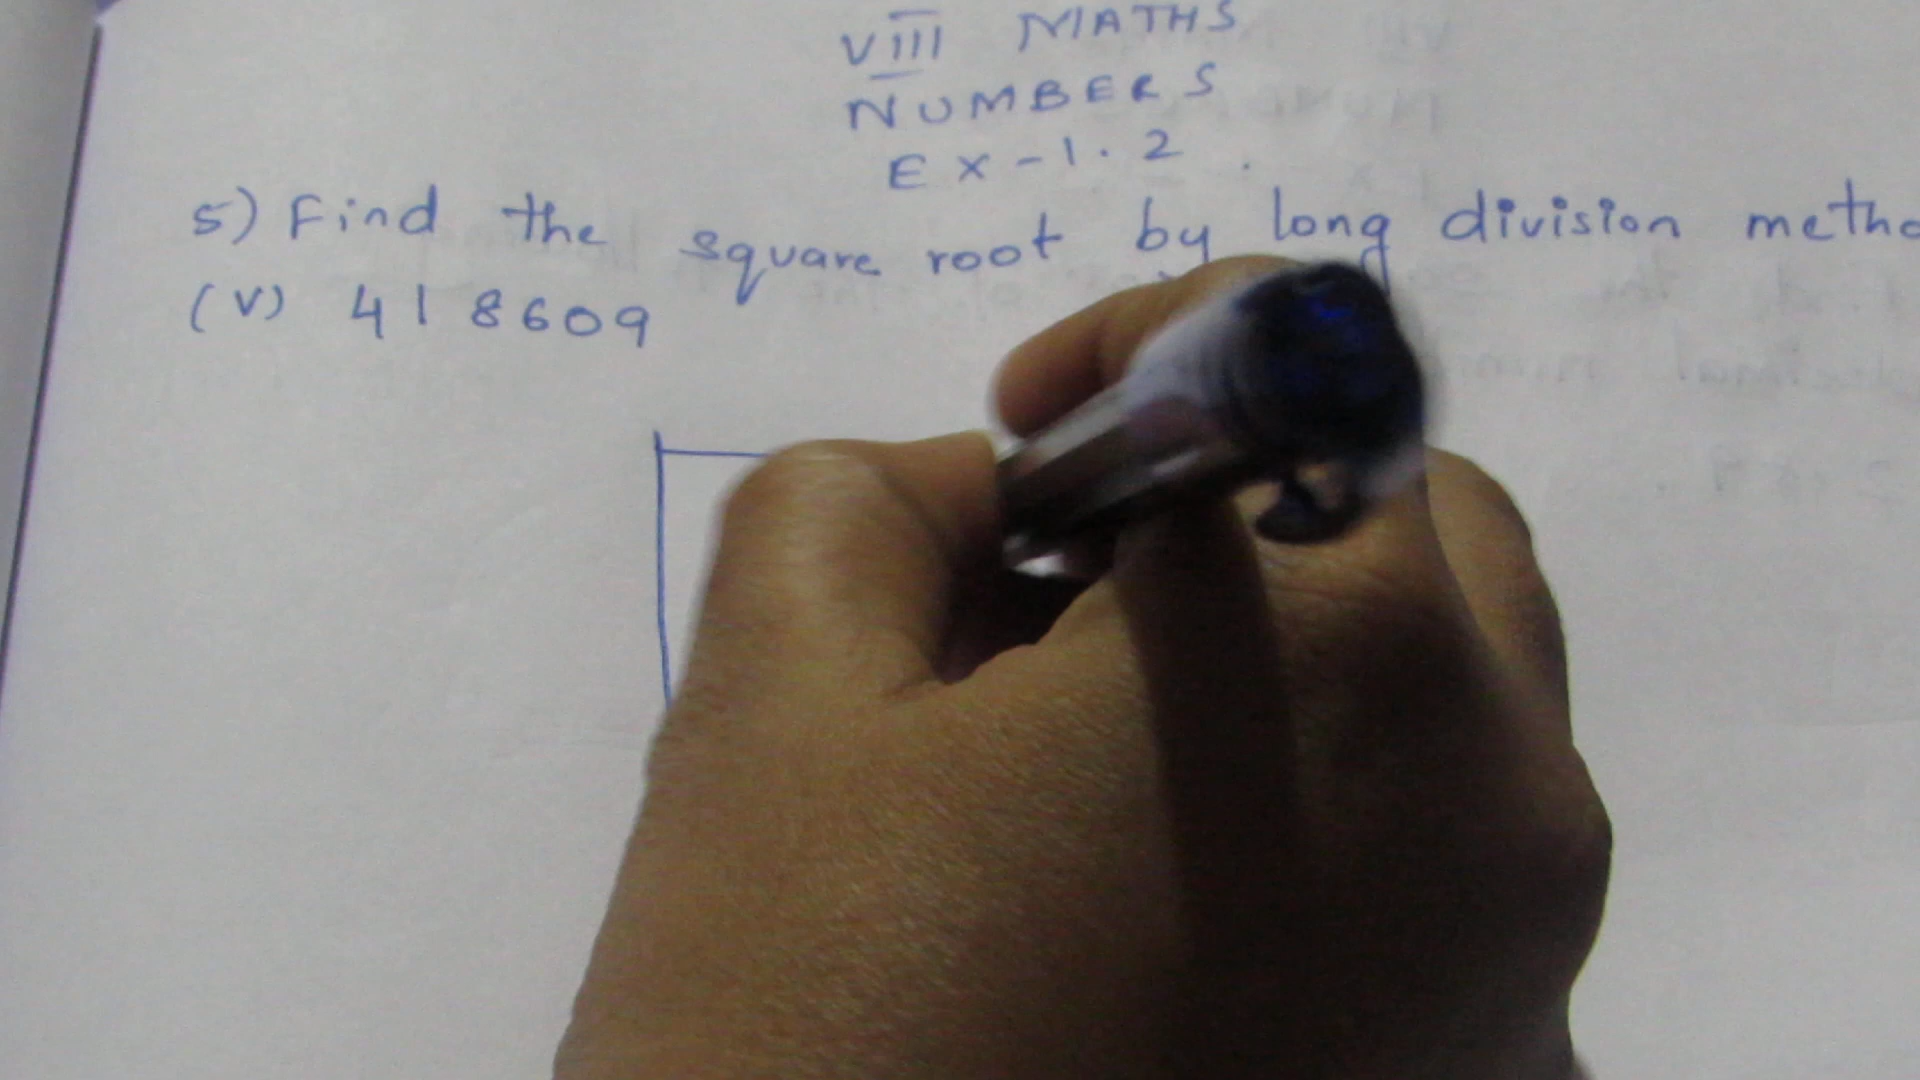 VIII MATHS
NUMBERS
EX-1.2.
5) Find the square root by long division metho
(V) 418609